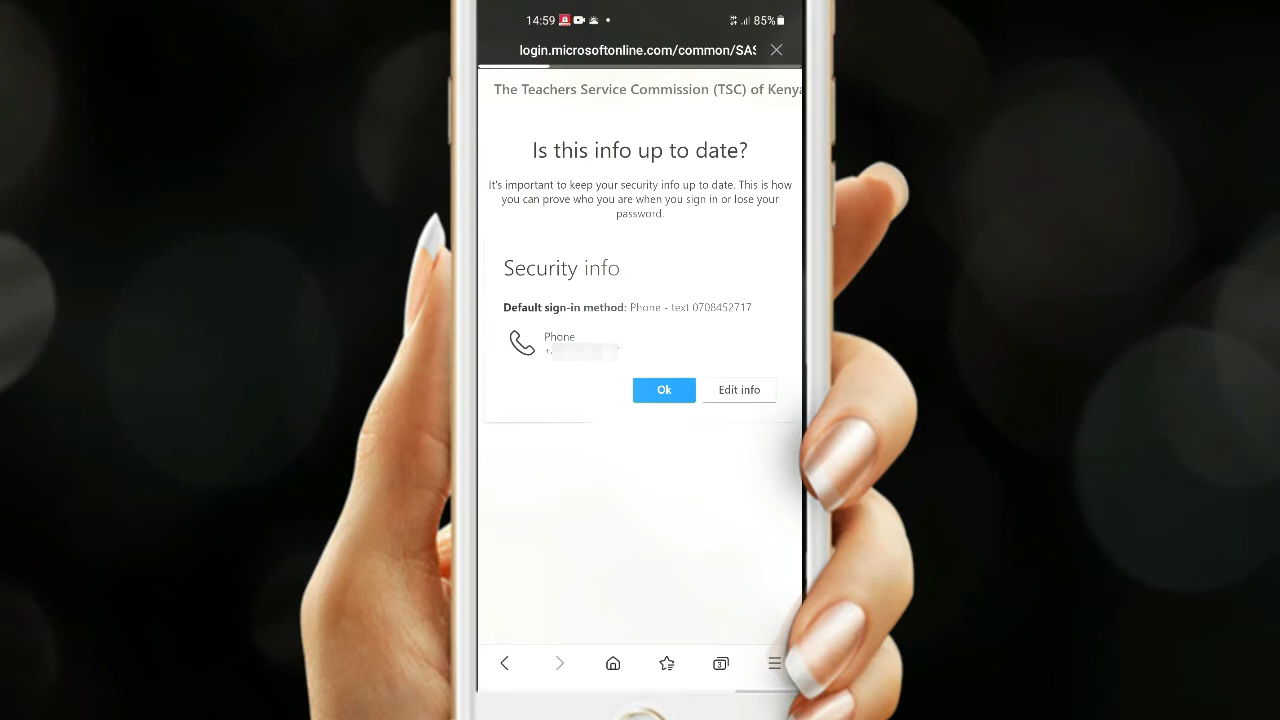 14:59
85%
login.microsoftonline.com/common/SAS
The Teachers Service Commission (TSC) of Kenya
Is this info up to date?
It's important to keep your security info up to date. This is how
you can prove who you are when you sign in or lose your
password.
Security info
Default sign-in method: Phone - text 0708452717
Phone
+
Ok
Edit info
3